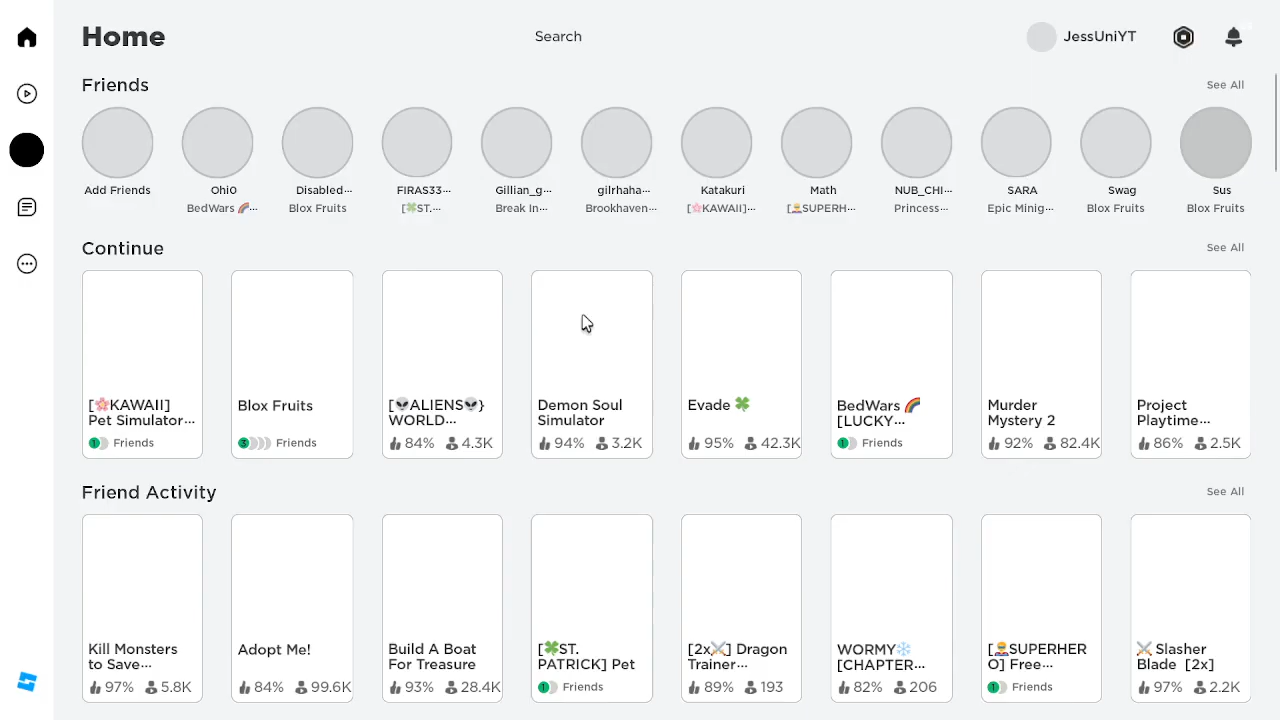 Home
Search
JessUniYT
Friends
See All
Add Friends
Ohi0
Disabled...
FIRAS33...
Gillian_g...
gilrhaha...
Katakuri
Math
NUB_CHI...
SARA
Swag
Sus
BedWars 🌈...
Blox Fruits
[🍀ST....
Break In...
Brookhaven...
[🌸KAWAII]...
[🦸SUPERH...
Princess...
Epic Minig...
Blox Fruits
Blox Fruits
Continue
See All
[🌸KAWAII]
Pet Simulator...
1 Friends
Blox Fruits
3 Friends
[👽ALIENS👽}
WORLD...
84% 4.3K
Demon Soul
Simulator
94% 3.2K
Evade 🍀
95% 42.3K
BedWars 🌈
[LUCKY...
1 Friends
Murder
Mystery 2
92% 82.4K
Project
Playtime...
86% 2.5K
Friend Activity
See All
Kill Monsters
to Save...
97% 5.8K
Adopt Me!
84% 99.6K
Build A Boat
For Treasure
93% 28.4K
[🍀ST.
PATRICK] Pet
1 Friends
[2x⚔️] Dragon
Trainer...
89% 193
WORMY❄️
[CHAPTER...
82% 206
[🦸SUPERHER
O] Free...
1 Friends
⚔️ Slasher
Blade [2x]
97% 2.2K